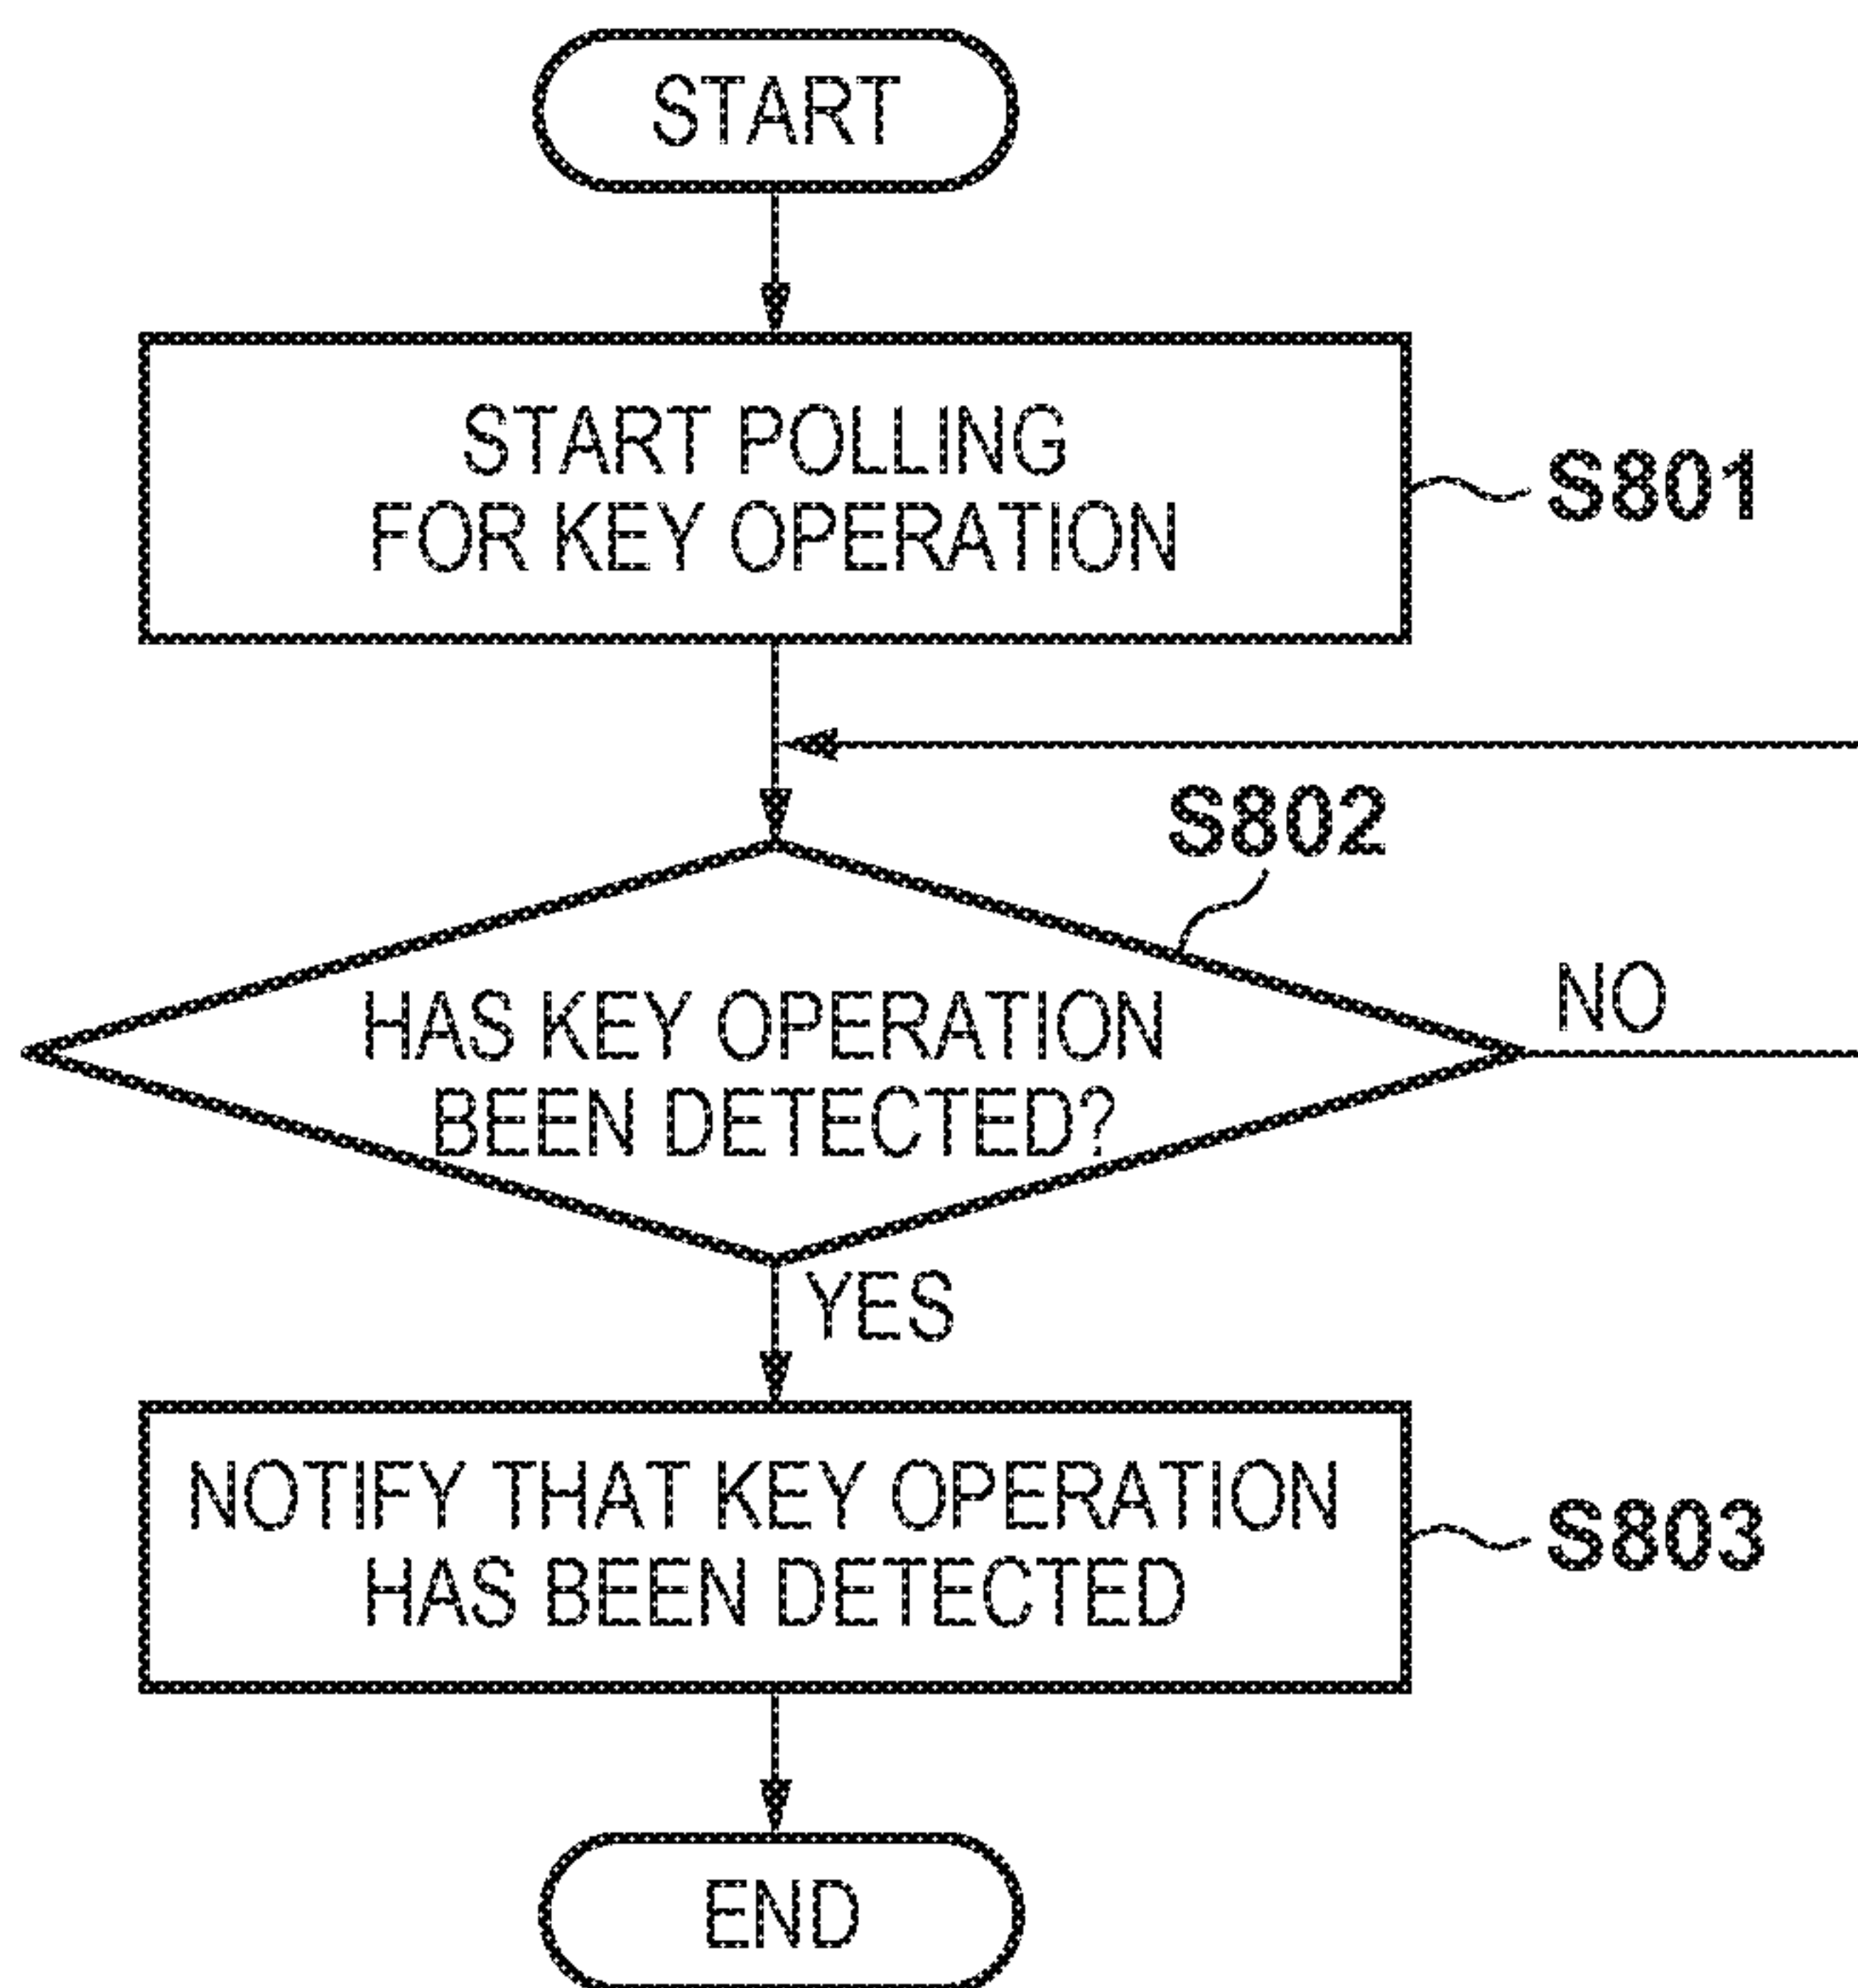 START
START POLLING
FOR KEY OPERATION
S801
S802
HAS KEY OPERATION
BEEN DETECTED?
NO
YES
NOTIFY THAT KEY OPERATION
HAS BEEN DETECTED
S803
END